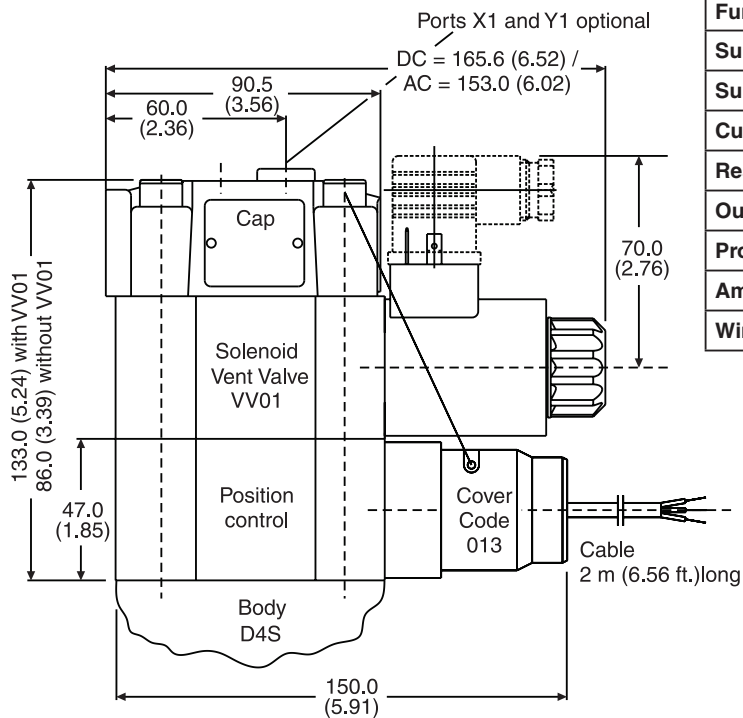 Ports X1 and Y1 optional
DC = 165.6 (6.52) /
AC = 153.0 (6.02)
90.5
(3.56)
60.0
(2.36)
Cap
70.0
(2.76)
133.0 (5.24) with VV01
86.0 (3.39) without VV01
Solenoid
Vent Valve
VV01
47.0
(1.85)
Position
control
Cover
Code
013
Cable
2 m (6.56 ft.)long
Body
D4S
150.0
(5.91)
Su
Su
Cu
Re
Ou
Pro
Am